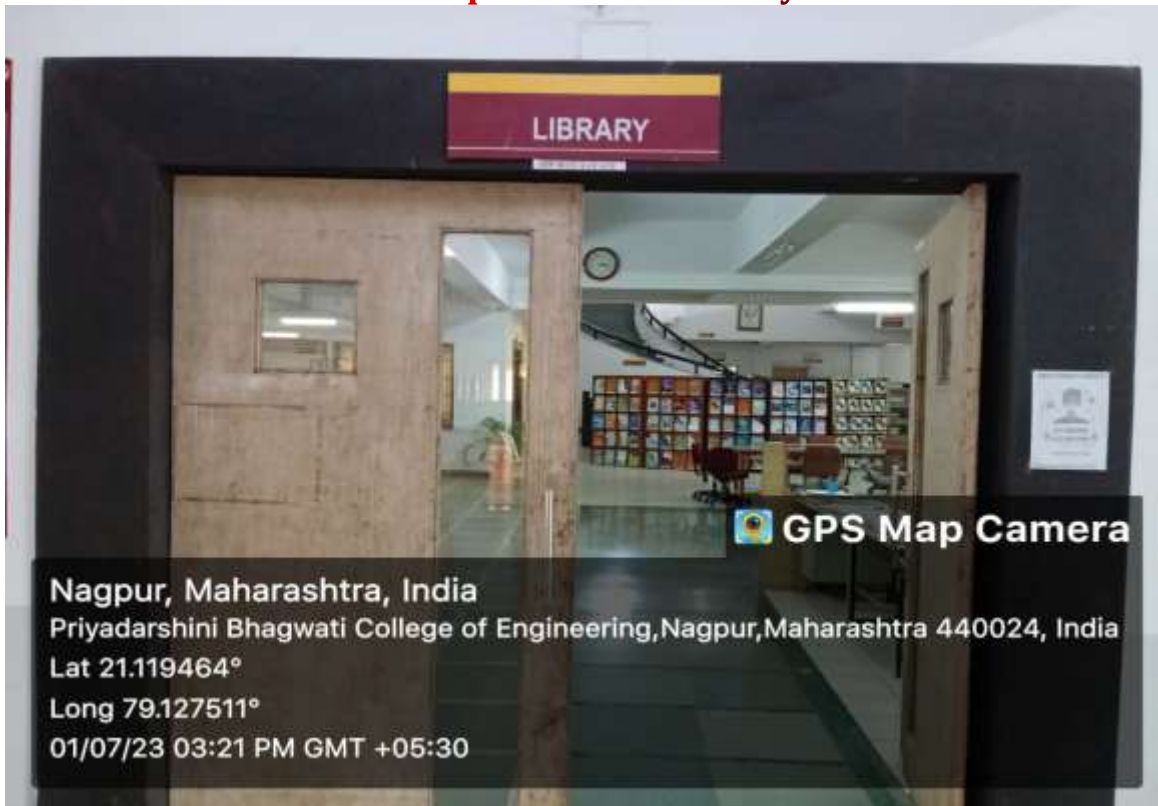 LIBRARY
GPS Map Camera
Nagpur, Maharashtra, India
Priyadarshini Bhagwati College of Engineering,Nagpur,Maharashtra 440024, India
Lat 21.119464°
Long 79.127511°
01/07/23 03:21 PM GMT +05:30